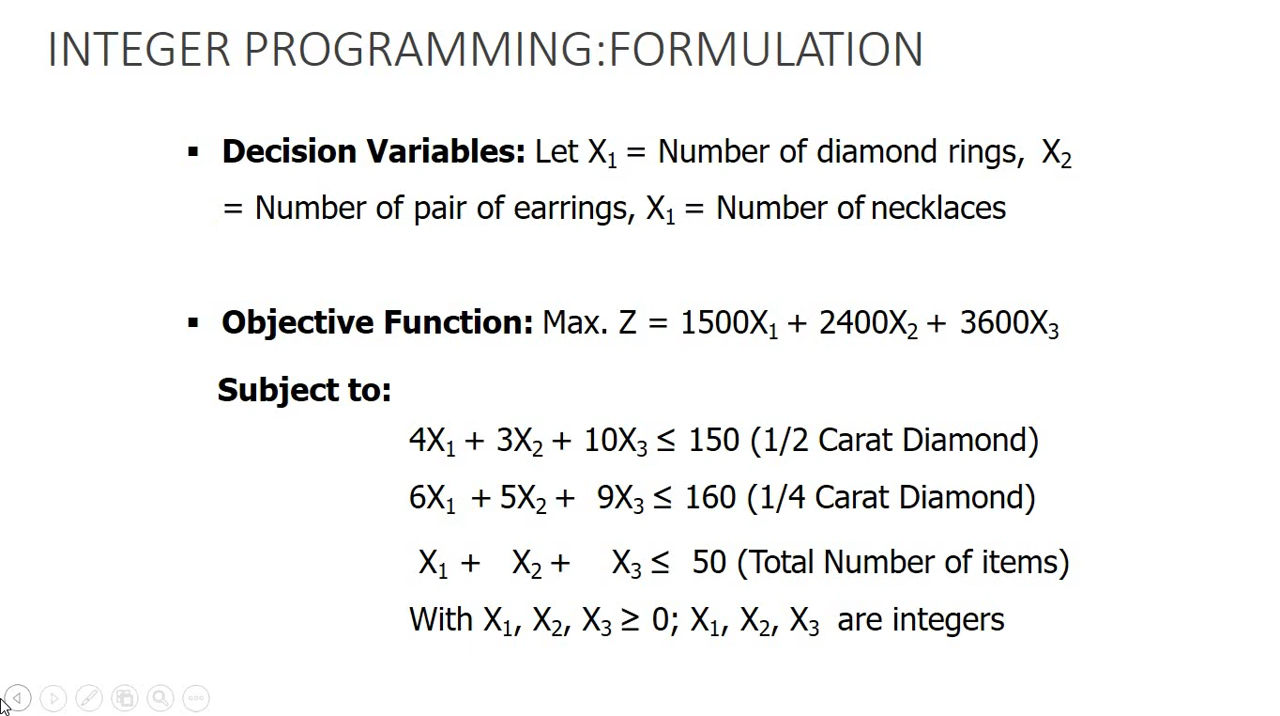 INTEGER PROGRAMMING:FORMULATION
▪ Decision Variables: Let X₁ = Number of diamond rings, X₂
= Number of pair of earrings, X₁ = Number of necklaces
▪ Objective Function: Max. Z = 1500X₁ + 2400X₂ + 3600X₃
Subject to:
4X₁ + 3X₂ + 10X₃ ≤ 150 (1/2 Carat Diamond)
6X₁ + 5X₂ + 9X₃ ≤ 160 (1/4 Carat Diamond)
X₁ + X₂ + X₃ ≤ 50 (Total Number of items)
With X₁, X₂, X₃ ≥ 0; X₁, X₂, X₃ are integers